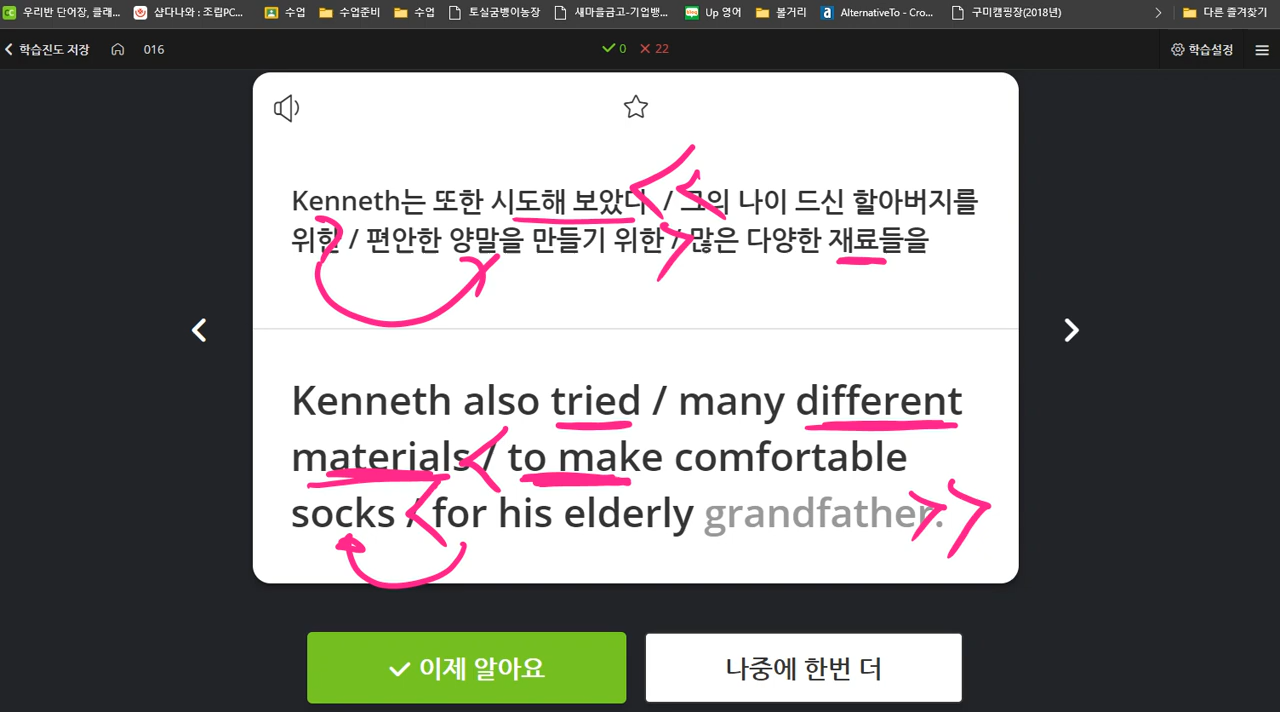 우리반 단어장, 클래... 샵다나와 : 조립PC... 수업 수업준비 수업 토실굼벵이농장 새마을금고-기업뱅... Up 영어 볼거리 AlternativeTo - Cro... 구미캠핑장(2018년) 다른 즐겨찾기
학습진도 저장 016 0 22 학습설정
Kenneth는 또한 시도해 보았다 / 그의 나이 드신 할아버지를
위한 / 편안한 양말을 만들기 위한 / 많은 다양한 재료들을
Kenneth also tried / many different
materials / to make comfortable
socks / for his elderly grandfather.
이제 알아요 나중에 한번 더